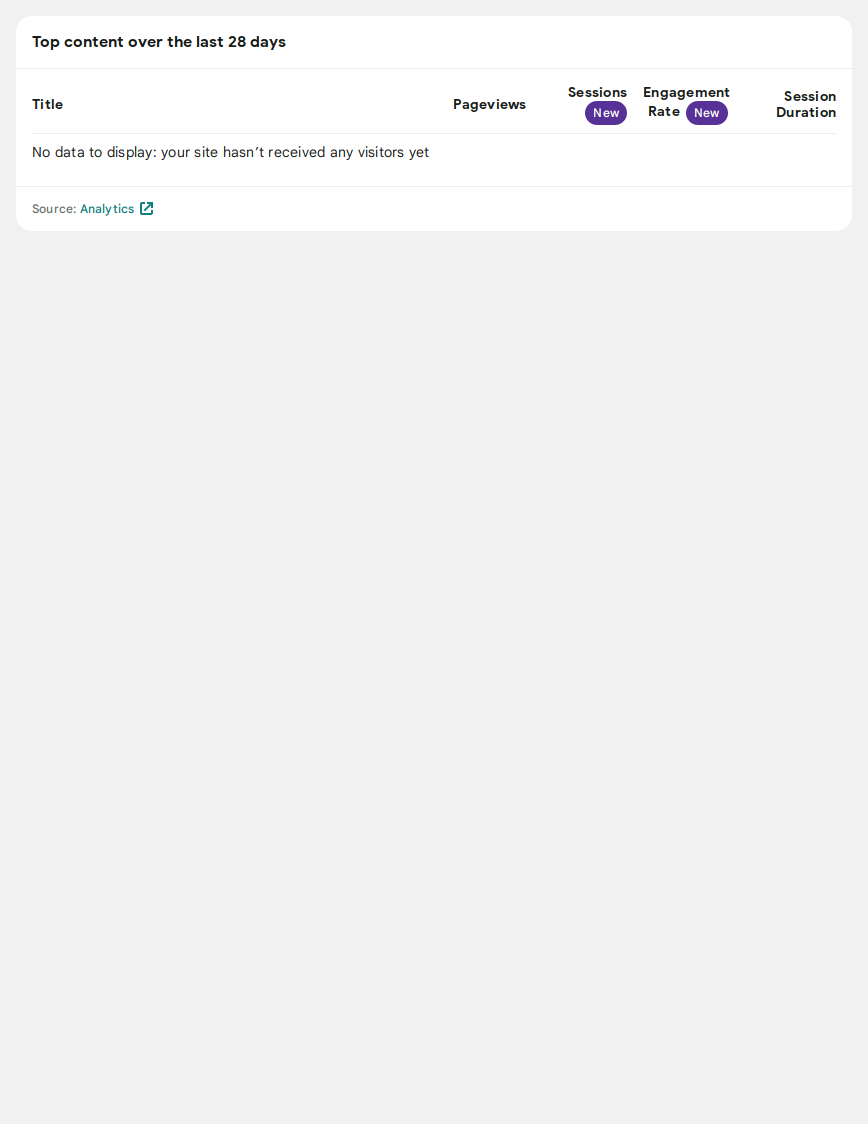 Top content over the last 28 days
Title
Pageviews
Sessions
New
Engagement
Rate New
Session
Duration
No data to display: your site hasn’t received any visitors yet
Source: Analytics